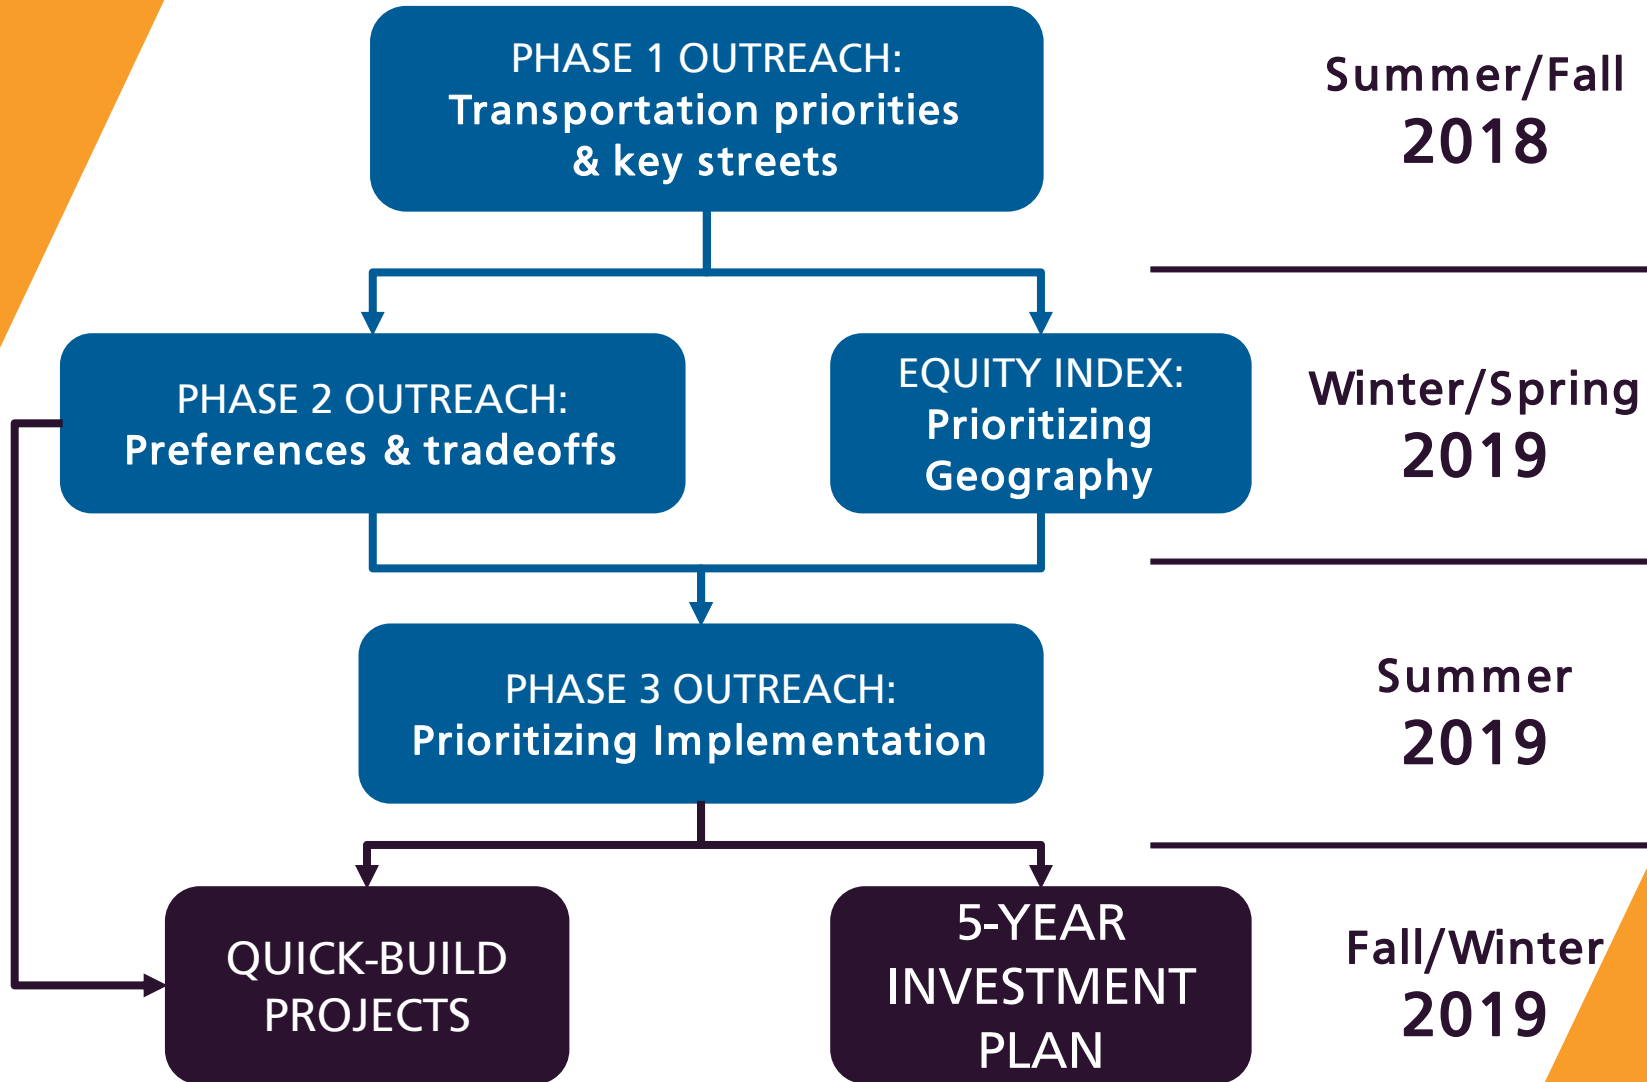 PHASE 1 OUTREACH:
Transportation priorities
& key streets
Summer/Fall
2018
PHASE 2 OUTREACH:
Preferences & tradeoffs
EQUITY INDEX:
Prioritizing
Geography
Winter/Spring
2019
PHASE 3 OUTREACH:
Prioritizing Implementation
Summer
2019
QUICK-BUILD
PROJECTS
5-YEAR
INVESTMENT
PLAN
Fall/Winter
2019